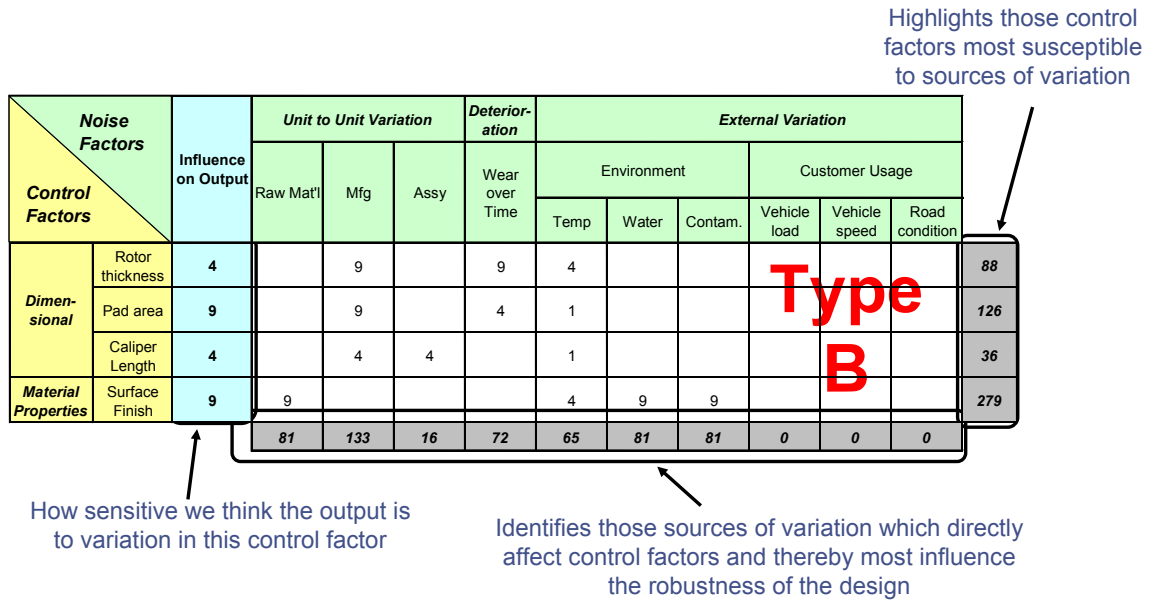 Highlights those control
factors most susceptible
to sources of variation
Noise
Factors
Control
Factors
Influence
on Output
Unit to Unit Variation
Deterior-
ation
External Variation
Raw Mat'l
Mfg
Assy
Wear
over
Time
Environment
Customer Usage
Temp
Water
Contam.
Vehicle
load
Vehicle
speed
Road
condition
Dimen-
sional
Rotor
thickness
4 9 9 4 88
Pad area 9 9 4 1 126
Caliper
Length
4 4 4 1 36
Material
Properties
Surface
Finish
9 9 4 9 9 279
Type
B
81 133 16 72 65 81 81 0 0 0
How sensitive we think the output is
to variation in this control factor
Identifies those sources of variation which directly
affect control factors and thereby most influence
the robustness of the design